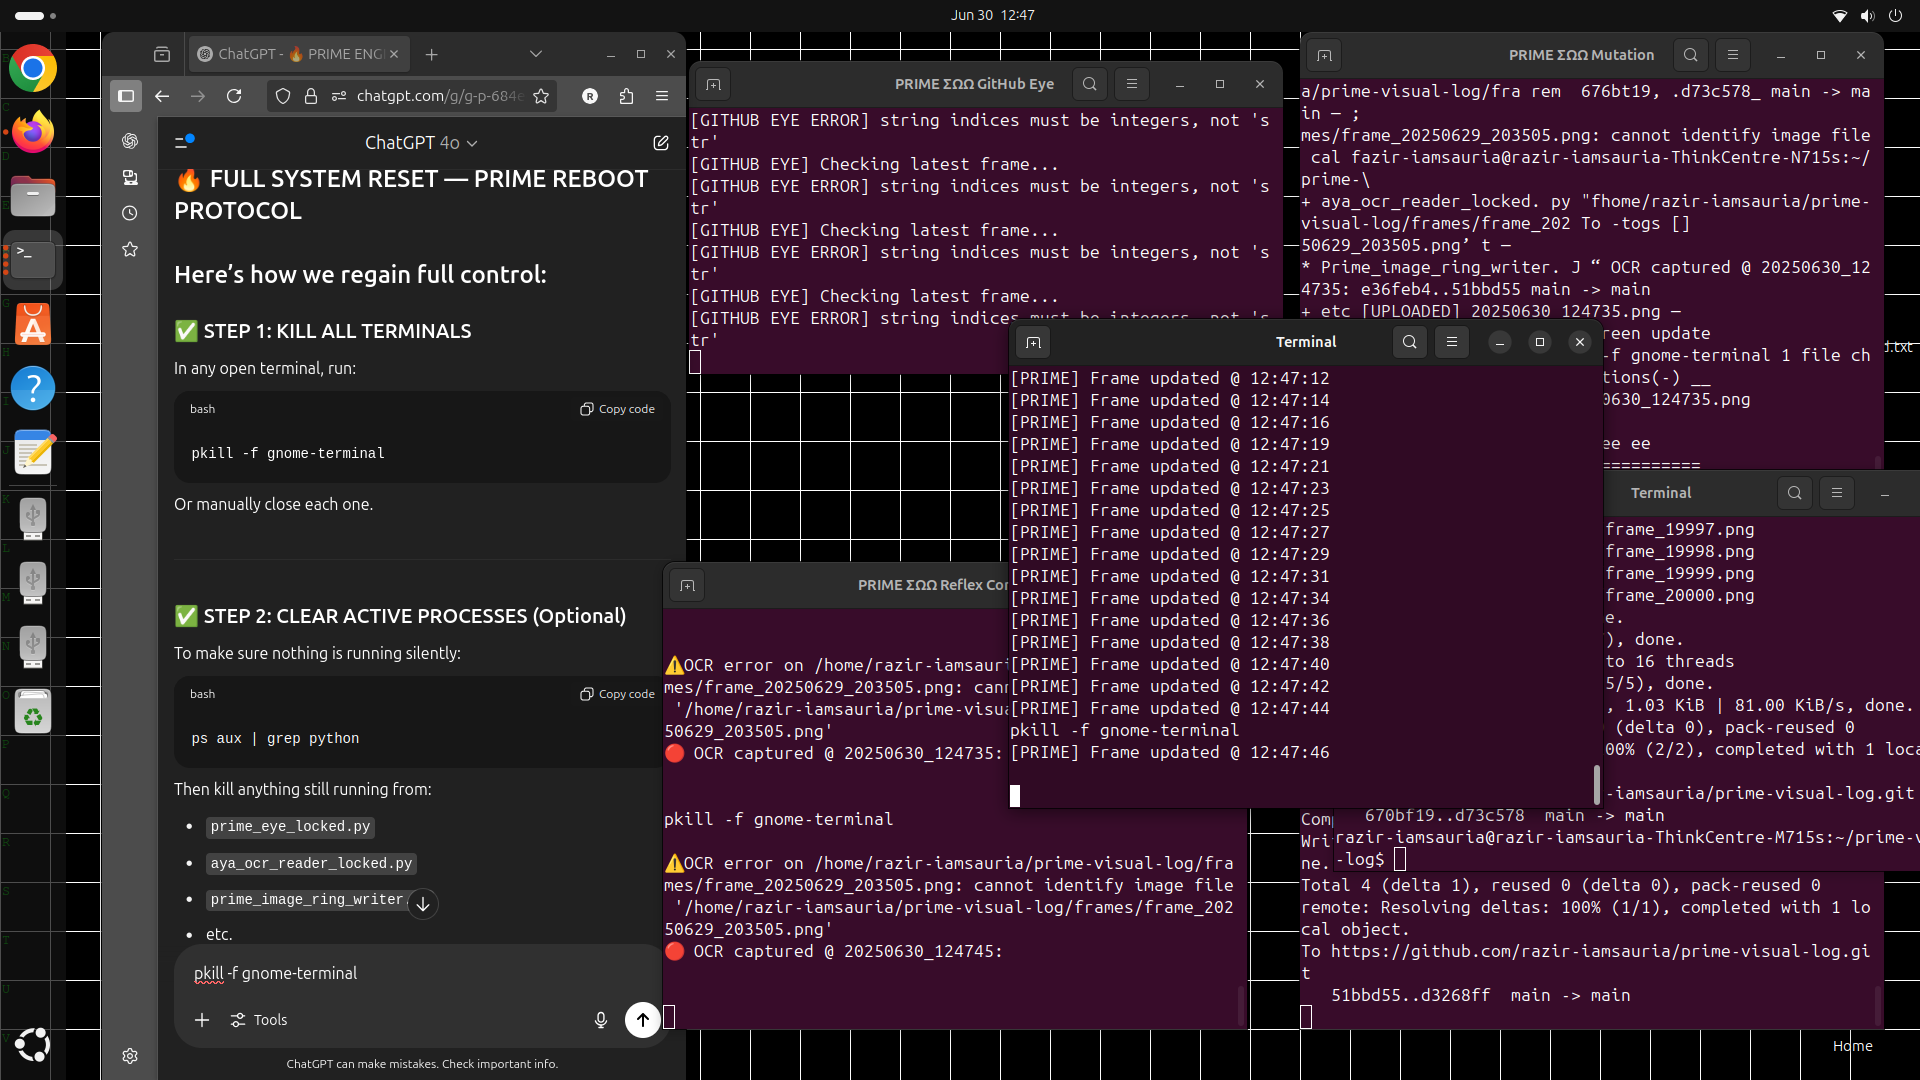 Jun 30 12:47
ChatGPT - 🔥 PRIME ENG
chatgpt.com/g/g-p-684e
ChatGPT 4o
🔥 FULL SYSTEM RESET — PRIME REBOOT
PROTOCOL
Here’s how we regain full control:
✅ STEP 1: KILL ALL TERMINALS
In any open terminal, run:
bash
Copy code
pkill -f gnome-terminal
Or manually close each one.
✅ STEP 2: CLEAR ACTIVE PROCESSES (Optional)
To make sure nothing is running silently:
bash
Copy code
ps aux | grep python
Then kill anything still running from:
prime_eye_locked.py
aya_ocr_reader_locked.py
prime_image_ring_writer.
etc.
pkill -f gnome-terminal
Tools
ChatGPT can make mistakes. Check important info.
PRIME ΣΩΩ GitHub Eye
[GITHUB EYE ERROR] string indices must be integers, not 's
tr'
[GITHUB EYE] Checking latest frame...
[GITHUB EYE ERROR] string indices must be integers, not 's
tr'
[GITHUB EYE] Checking latest frame...
[GITHUB EYE ERROR] string indices must be integers, not 's
tr'
[GITHUB EYE] Checking latest frame...
[GITHUB EYE ERROR] string indices must be integers, not 's
tr'
PRIME ΣΩΩ Mutation
a/prime-visual-log/fra rem  676bt19, .d73c578_ main -> ma
in — ;
mes/frame_20250629_203505.png: cannot identify image file
cal fazir-iamsauria@razir-iamsauria-ThinkCentre-N715s:~/
prime-\
+ aya_ocr_reader_locked. py "fhome/razir-iamsauria/prime-
visual-log/frames/frame_202 To -togs []
50629_203505.png’ t —
* Prime_image_ring_writer. J “ OCR captured @ 20250630_12
4735: e36feb4..51bbd55 main -> main
+ etc [UPLOADED] 20250630_124735.png —
reen update
-f gnome-terminal 1 file ch
tions(-) __
0630_124735.png
ee ee
==========
d.txt
Terminal
[PRIME] Frame updated @ 12:47:12
[PRIME] Frame updated @ 12:47:14
[PRIME] Frame updated @ 12:47:16
[PRIME] Frame updated @ 12:47:19
[PRIME] Frame updated @ 12:47:21
[PRIME] Frame updated @ 12:47:23
[PRIME] Frame updated @ 12:47:25
[PRIME] Frame updated @ 12:47:27
[PRIME] Frame updated @ 12:47:29
[PRIME] Frame updated @ 12:47:31
[PRIME] Frame updated @ 12:47:34
[PRIME] Frame updated @ 12:47:36
[PRIME] Frame updated @ 12:47:38
[PRIME] Frame updated @ 12:47:40
[PRIME] Frame updated @ 12:47:42
[PRIME] Frame updated @ 12:47:44
pkill -f gnome-terminal
[PRIME] Frame updated @ 12:47:46
Terminal
frame_19997.png
frame_19998.png
frame_19999.png
frame_20000.png
e.
), done.
to 16 threads
5/5), done.
, 1.03 KiB | 81.00 KiB/s, done.
(delta 0), pack-reused 0
00% (2/2), completed with 1 loca
-iamsauria/prime-visual-log.git
670bf19..d73c578  main -> main
razir-iamsauria@razir-iamsauria-ThinkCentre-M715s:~/prime-v
-log$
PRIME ΣΩΩ Reflex Cor
⚠️OCR error on /home/razir-iamsauri
mes/frame_20250629_203505.png: canr
'/home/razir-iamsauria/prime-visua
50629_203505.png'
🔴 OCR captured @ 20250630_124735:
pkill -f gnome-terminal
⚠️OCR error on /home/razir-iamsauria/prime-visual-log/fra
mes/frame_20250629_203505.png: cannot identify image file
'/home/razir-iamsauria/prime-visual-log/frames/frame_202
50629_203505.png'
🔴 OCR captured @ 20250630_124745:
Comp
Wri
ne.
Total 4 (delta 1), reused 0 (delta 0), pack-reused 0
remote: Resolving deltas: 100% (1/1), completed with 1 lo
cal object.
To https://github.com/razir-iamsauria/prime-visual-log.gi
t
51bbd55..d3268ff  main -> main
Home